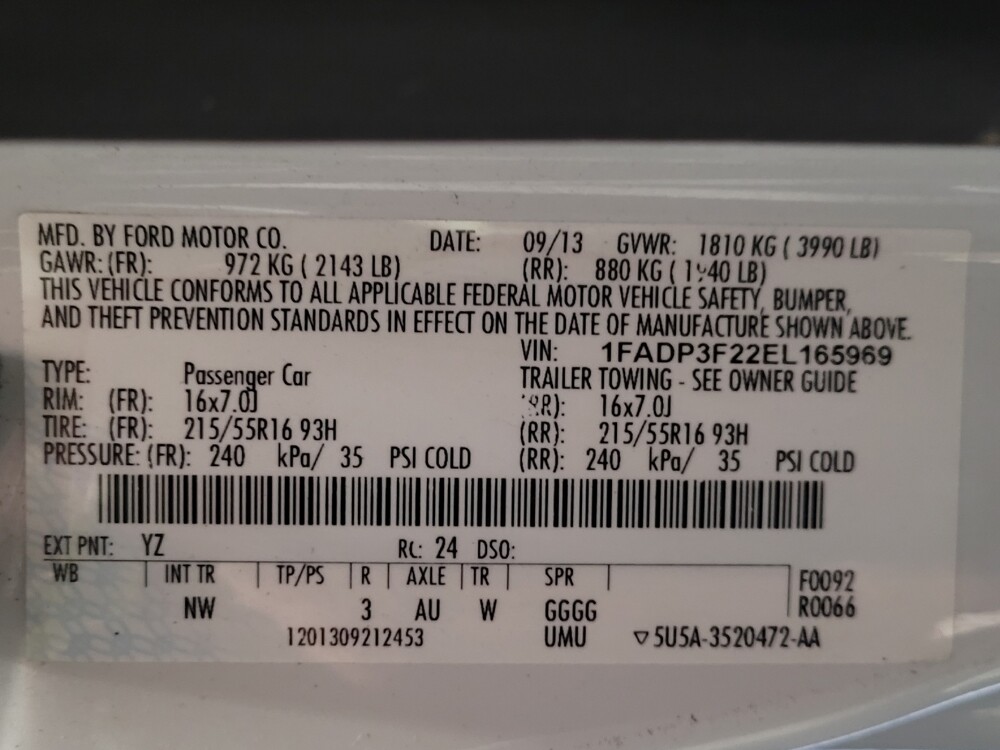 MFD. BY FORD MOTOR CO. DATE: 09/13 GVWR: 1810 KG ( 3990 LB)
GAWR: (FR): 972 KG ( 2143 LB) (RR): 880 KG ( 1940 LB)
THIS VEHICLE CONFORMS TO ALL APPLICABLE FEDERAL MOTOR VEHICLE SAFETY, BUMPER,
AND THEFT PREVENTION STANDARDS IN EFFECT ON THE DATE OF MANUFACTURE SHOWN ABOVE.
VIN: 1FADP3F22EL165969
TYPE: Passenger Car TRAILER TOWING - SEE OWNER GUIDE
RIM: (FR): 16x7.0J (RR): 16x7.0J
TIRE: (FR): 215/55R16 93H (RR): 215/55R16 93H
PRESSURE: (FR): 240 kPa/ 35 PSI COLD (RR): 240 kPa/ 35 PSI COLD
EXT PNT: YZ RC: 24 DSO:
WB INT TR TP/PS R AXLE TR SPR F0092
NW 3 AU W GGGG R0066
1201309212453 UMU 5U5A-3520472-AA